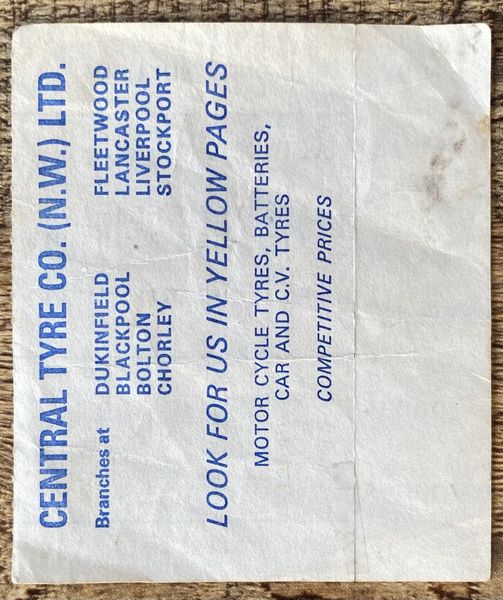 CENTRAL TYRE CO. (N.W.) LTD.
Branches at DUKINFIELD FLEETWOOD
BLACKPOOL LANCASTER
BOLTON LIVERPOOL
CHORLEY STOCKPORT
LOOK FOR US IN YELLOW PAGES
MOTOR CYCLE TYRES, BATTERIES,
CAR AND C.V. TYRES
COMPETITIVE PRICES